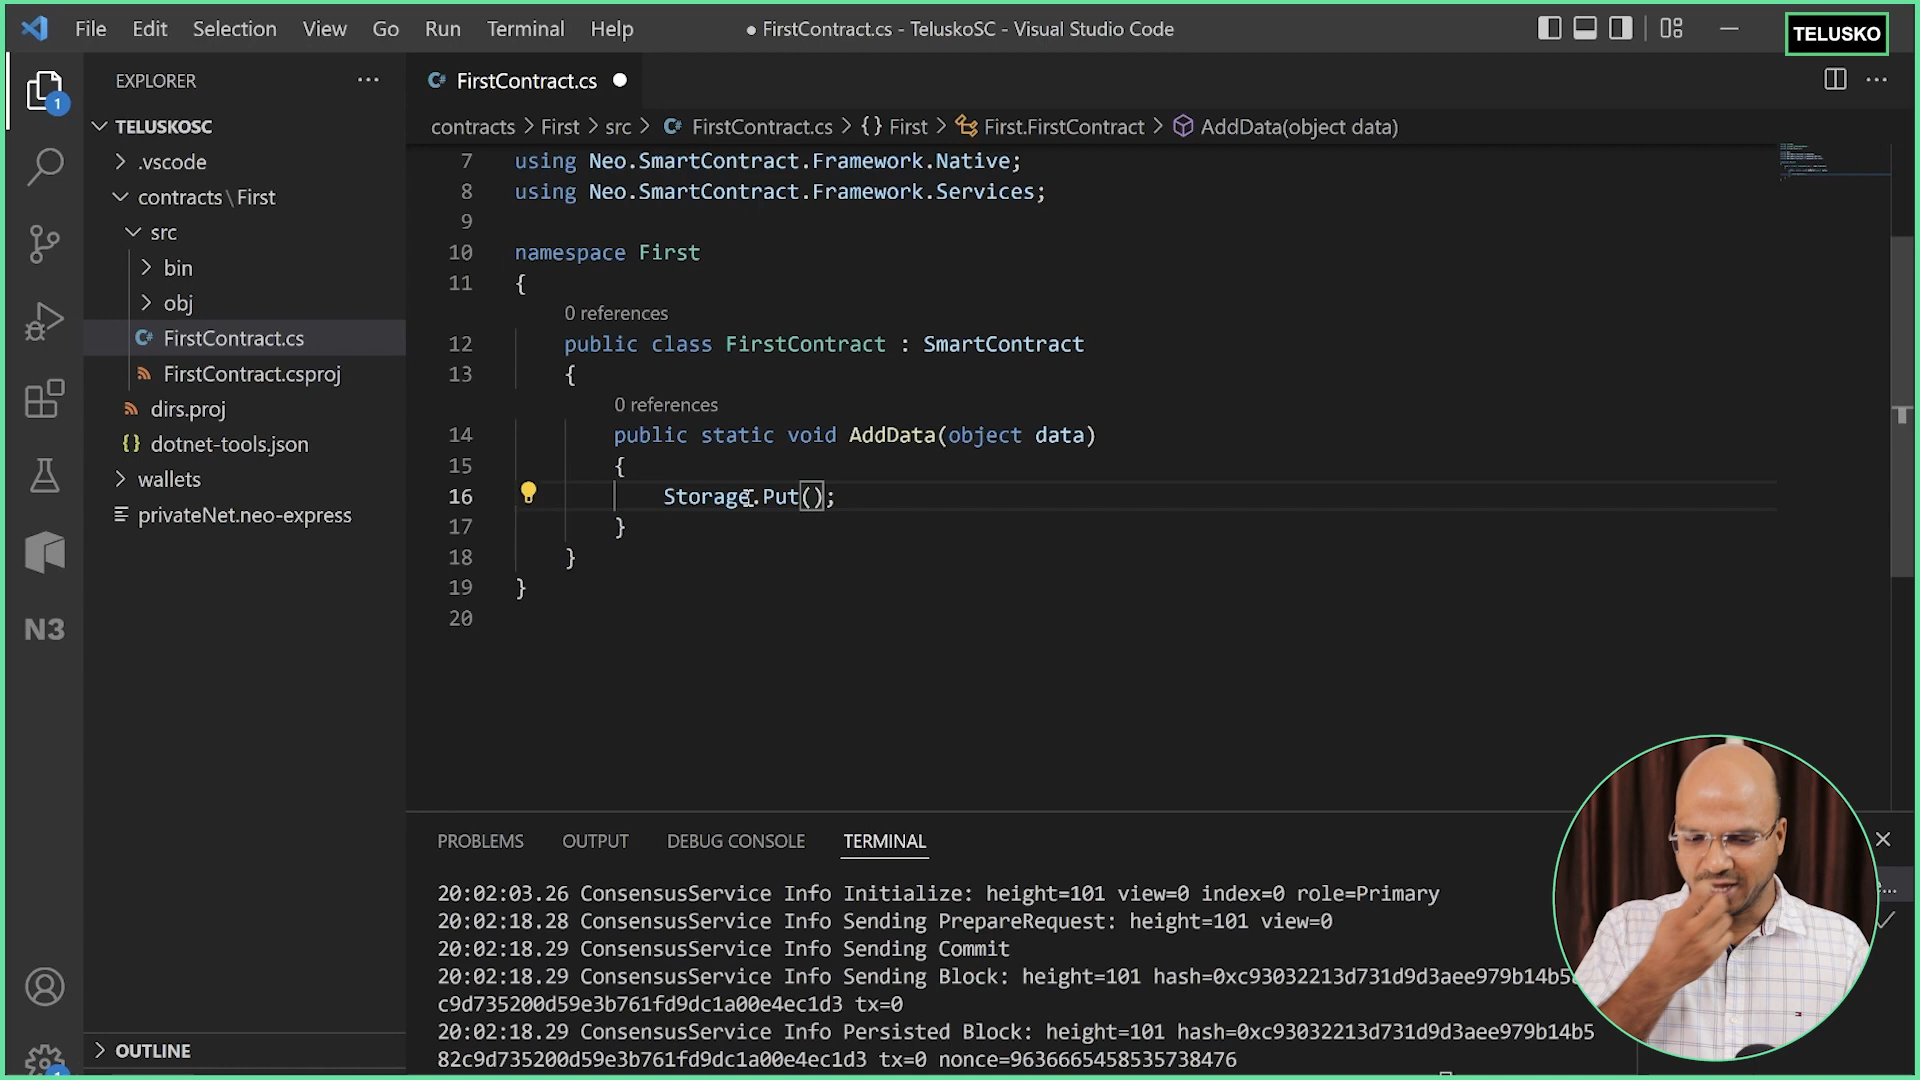 File Edit Selection View Go Run Terminal Help
● FirstContract.cs - TeluskoSC - Visual Studio Code
TELUSKO
EXPLORER
FirstContract.cs
TELUSKOSC
contracts > First > src > FirstContract.cs > {} First > First.FirstContract > AddData(object data)
.vscode
contracts\First
src
bin
obj
FirstContract.cs
FirstContract.csproj
dirs.proj
dotnet-tools.json
wallets
privateNet.neo-express
1
N3
7 using Neo.SmartContract.Framework.Native;
8 using Neo.SmartContract.Framework.Services;
9
10 namespace First
11 {
0 references
12 public class FirstContract : SmartContract
13 {
0 references
14 public static void AddData(object data)
15 {
16 Storage.Put();
17 }
18 }
19 }
20
PROBLEMS OUTPUT DEBUG CONSOLE TERMINAL
20:02:03.26 ConsensusService Info Initialize: height=101 view=0 index=0 role=Primary
20:02:18.28 ConsensusService Info Sending PrepareRequest: height=101 view=0
20:02:18.29 ConsensusService Info Sending Commit
20:02:18.29 ConsensusService Info Sending Block: height=101 hash=0xc93032213d731d9d3aee979b14b5
c9d735200d59e3b761fd9dc1a00e4ec1d3 tx=0
20:02:18.29 ConsensusService Info Persisted Block: height=101 hash=0xc93032213d731d9d3aee979b14b5
82c9d735200d59e3b761fd9dc1a00e4ec1d3 tx=0 nonce=9636665458535738476
OUTLINE